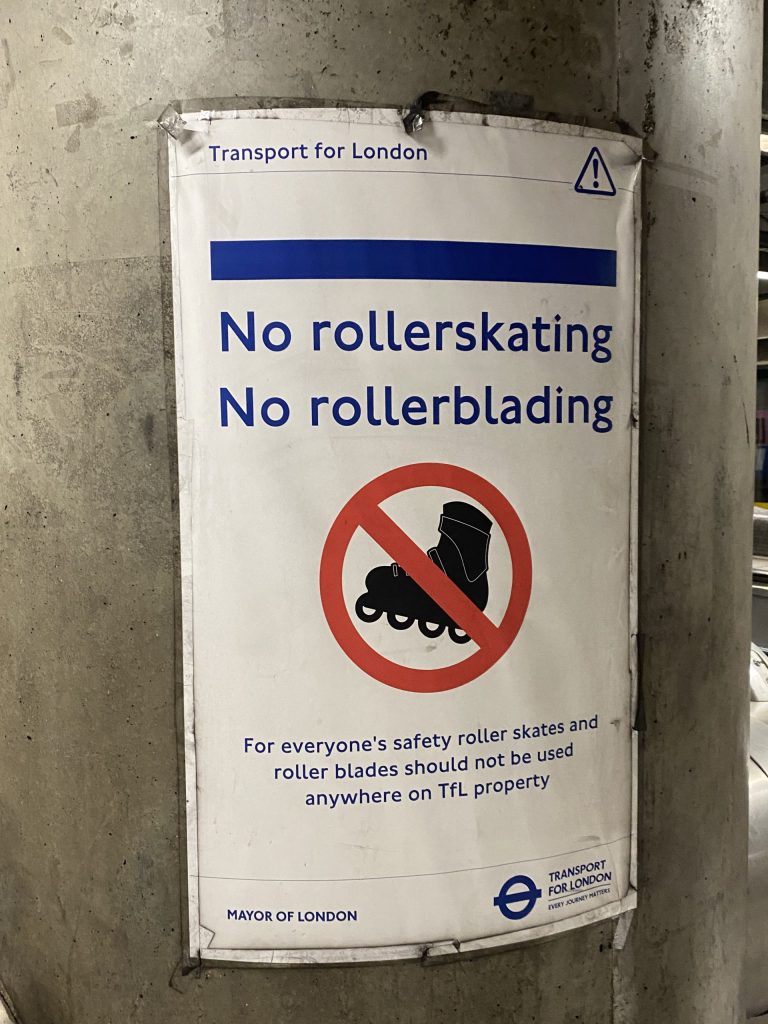 Transport for London
No rollerskating
No rollerblading
For everyone's safety roller skates and
roller blades should not be used
anywhere on TfL property
MAYOR OF LONDON
TRANSPORT
FOR LONDON
EVERY JOURNEY MATTERS